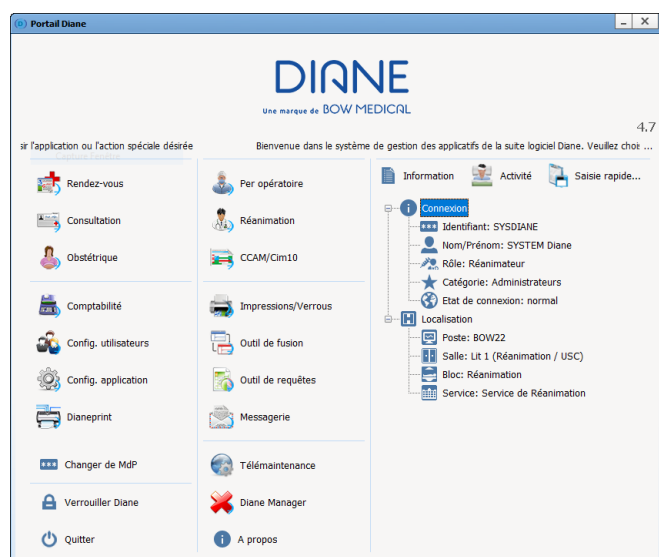 Portail Diane
DIANE
Une marque de BOW MEDICAL
4.7
sir l'application ou l'action spéciale désirée
Bienvenue dans le système de gestion des applicatifs de la suite logiciel Diane. Veuillez choi ...
Capture Fenêtre
Rendez-vous
Consultation
Obstétrique
Comptabilité
Config. utilisateurs
Config. application
Dianeprint
Changer de MdP
Verrouiller Diane
Quitter
Per opératoire
Réanimation
CCAM/Cim10
Impressions/Verrous
Outil de fusion
Outil de requêtes
Messagerie
Télémaintenance
Diane Manager
A propos
Information
Activité
Saisie rapide...
Connexion
Identifiant: SYSDIANE
Nom/Prénom: SYSTEM Diane
Rôle: Réanimateur
Catégorie: Administrateurs
Etat de connexion: normal
Localisation
Poste: BOW22
Salle: Lit 1 (Réanimation / USC)
Bloc: Réanimation
Service: Service de Réanimation